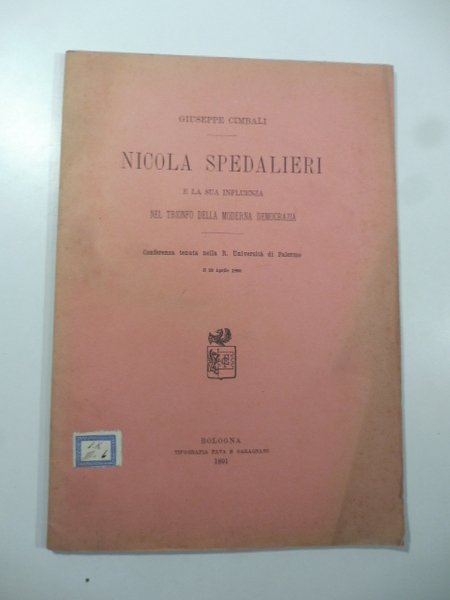 GIUSEPPE CIMBALI
NICOLA SPEDALIERI
E LA SUA INFLUENZA
NEL TRIONFO DELLA MODERNA DEMOCRAZIA
Conferenza tenuta nella R. Università di Palermo
Aprile
BOLOGNA
TIPOGRAFIA FAVA E GARAGNANI
1891